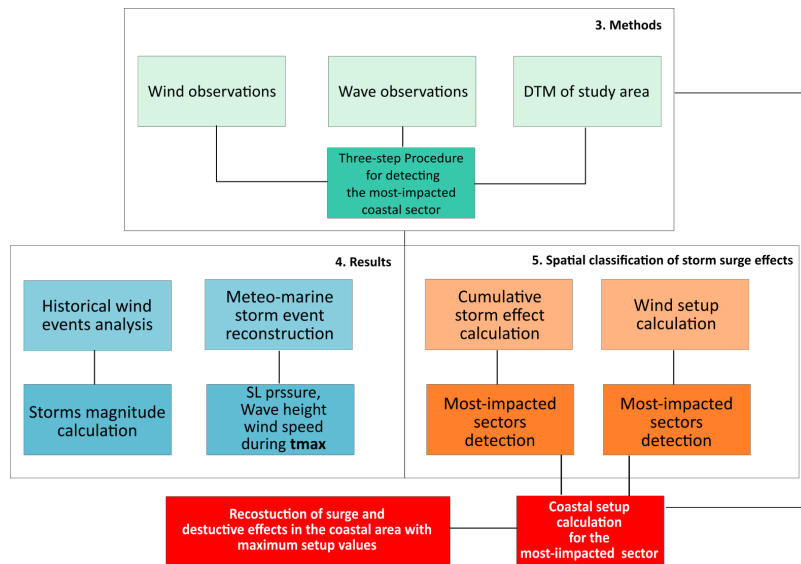 3. Methods
Wind observations
Wave observations
DTM of study area
Three-step Procedure
for detecting
the most-impacted
coastal sector
4. Results
Historical wind
events analysis
Meteo-marine
storm event
reconstruction
Storms magnitude
calculation
SL prssure,
Wave height
wind speed
during tmax
5. Spatial classification of storm surge effects
Cumulative
storm effect
calculation
Wind setup
calculation
Most-impacted
sectors
detection
Most-impacted
sectors
detection
Recostuction of surge and
destuctive effects in the coastal area with
maximum setup values
Coastal setup
calculation
for the
most-iimpacted sector